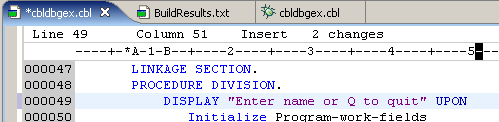 *cbldbgex.cbl BuildResults.txt cbldbgex.cbl
Line 49 Column 51 Insert 2 changes
----+-*A-1-B--+----2----+----3----+----4----+----5
000047 LINKAGE SECTION.
000048 PROCEDURE DIVISION.
000049 DISPLAY "Enter name or Q to quit" UPON
000050 Initialize Program-work-fields